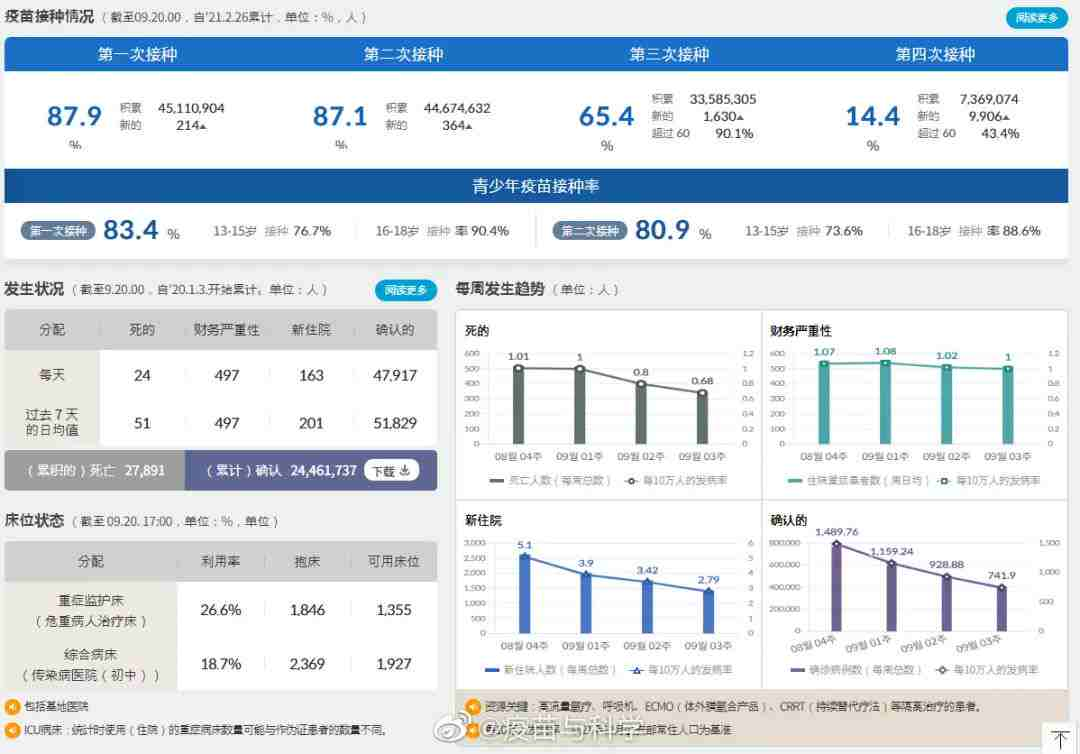 疫苗接种情况（截至09.20.00，自'21.2.26累计，单位：%，人）
阅读更多
第一次接种 第二次接种 第三次接种 第四次接种
87.9 % 积累 45,110,904 新的 214▲
87.1 % 积累 44,674,632 新的 364▲
65.4 % 积累 33,585,305 新的 1,630▲ 超过 60 90.1%
14.4 % 积累 7,369,074 新的 9,906▲ 超过 60 43.4%
青少年疫苗接种率
第一次接种 83.4 % 13-15岁 接种 76.7% 16-18岁 接种 率 90.4%
第二次接种 80.9 % 13-15岁 接种 73.6% 16-18岁 接种 率 88.6%
发生状况（截至9.20.00，自'20.1.3.开始累计。单位：人）
阅读更多
分配 死的 财务严重性 新住院 确认的
每天 24 497 163 47,917
过去 7 天
的日均值 51 497 201 51,829
（累积的）死亡 27,891 （累计）确认 24,461,737 下载
床位状态（截至 09.20. 17:00，单位：%，单位）
分配 利用率 抱床 可用床位
重症监护床
（危重病人治疗床） 26.6% 1,846 1,355
综合病床
（传染病医院（初中）） 18.7% 2,369 1,927
包括基地医院
ICU病床：统计时使用（住院）的重症病床数量可能与作伪证患者的数量不同。
每周发生趋势（单位：人）
死的
600 500 400 300 200 100 0
1.01 1 0.8 0.68
1.2 1 0.8 0.6 0.4 0.2 0
08월 04주 09월 01주 09월 02주 09월 03주
死亡人数（每周总数） 每10万人的发病率
财务严重性
600 500 400 300 200 100 0
1.07 1.08 1.02 1
1.2 1 0.8 0.6 0.4 0.2 0
08월 04주 09월 01주 09월 02주 09월 03주
住院重症患者数（周日均） 每10万人的发病率
新住院
3,000 2,500 2,000 1,500 1,000 500 0
5.1 3.9 3.42 2.79
6 5 4 3 2 1 0
08월 04주 09월 01주 09월 02주 09월 03주
新住院人数（每周总数） 每10万人的发病率
确认的
800,000 600,000 400,000 200,000 0
1,489.76 1,159.24 928.88 741.9
1,500 1,000 500 0
08월 04주 09월 01주 09월 02주 09월 03주
确诊病例数（每周总数） 每10万人的发病率
资源关键：高流量医疗、呼吸机、ECMO（体外膜氧合产品）、CRRT（持续替代疗法）等隔离治疗的患者。
部常住人口为基准
@疫苗与科学